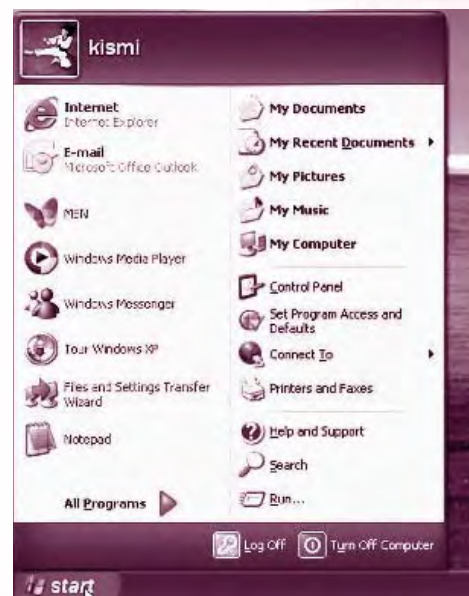 kismi
Internet
Internet Explorer
E-mail
Microsoft Office Outlook
MSN
Windows Media Player
Windows Messenger
Tour Windows XP
Files and Settings Transfer
Wizard
Notepad
All Programs
My Documents
My Recent Documents
My Pictures
My Music
My Computer
Control Panel
Set Program Access and
Defaults
Connect To
Printers and Faxes
Help and Support
Search
Run...
Log Off
Turn Off Computer
start